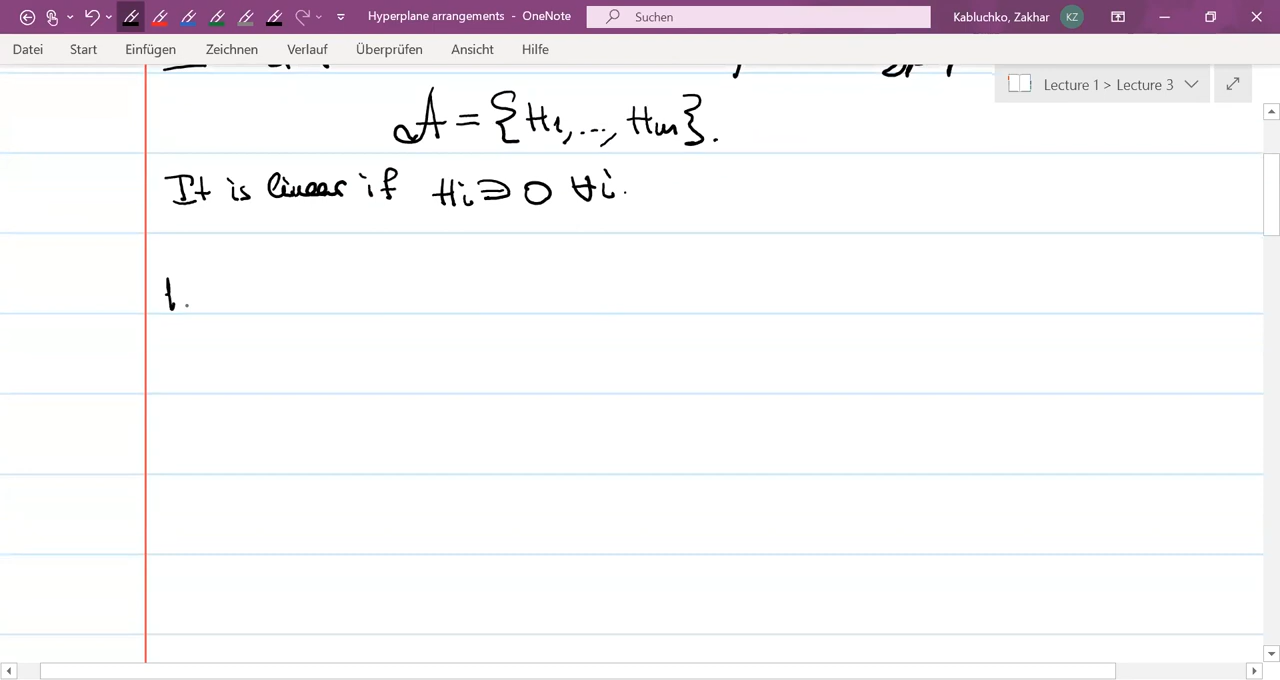 Hyperplane arrangements - OneNote
Suchen
Kabluchko, Zakhar KZ
Datei Start Einfügen Zeichnen Verlauf Überprüfen Ansicht Hilfe
Lecture 1 > Lecture 3
𝒜 = {H₁, ..., Hₘ}.
It is linear if Hᵢ ∋ 0 ∀i.